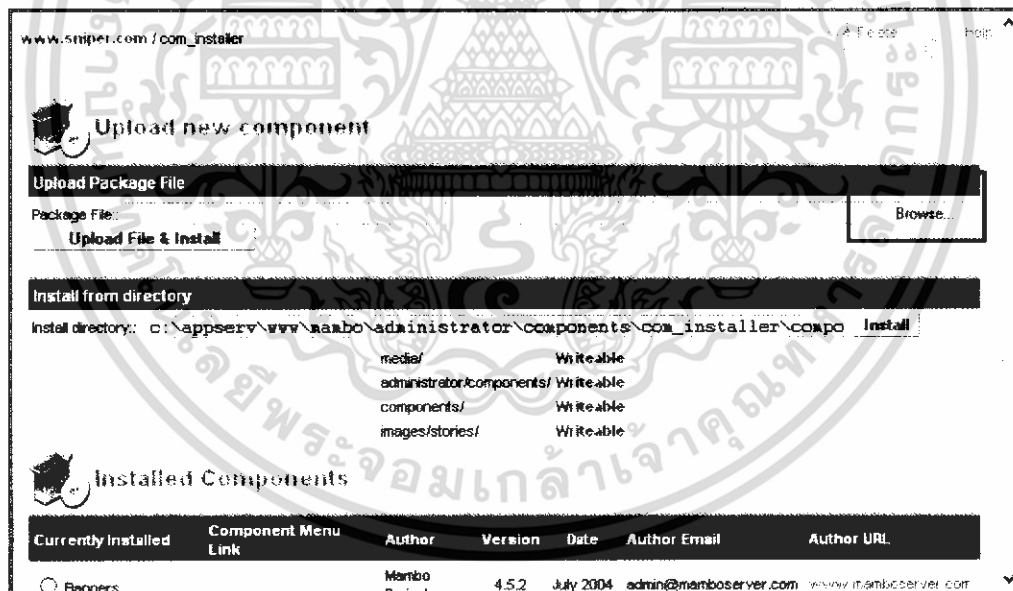 www.sniper.com / com_installer
Help
Upload new component
Upload Package File
Package File::
Browse...
Upload File & Install
Install from directory
Install directory:: c:\appserv\www\mambo\administrator\components\com_installer\compo Install
media/ Writeable
administrator/components/ Writeable
components/ Writeable
images/stories/ Writeable
Installed Components
Currently Installed Component Menu Link Author Version Date Author Email Author URL
Banners Mambo 4.5.2 July 2004 admin@mamboserver.com www.mamboserver.com